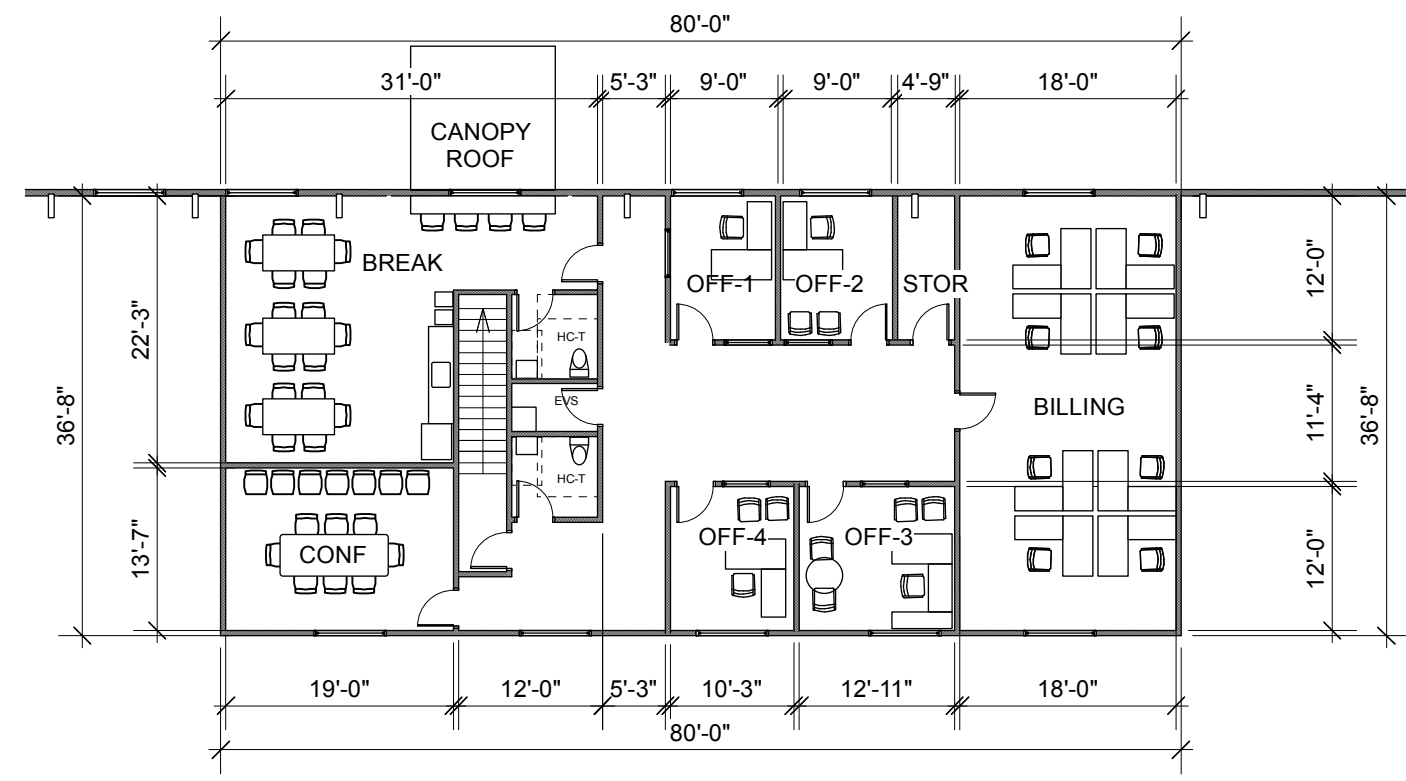 80'-0"
31'-0"
5'-3"
9'-0"
9'-0"
4'-9"
18'-0"
CANOPY
ROOF
BREAK
OFF-1
OFF-2
STOR
HC-T
EVS
HC-T
BILLING
22'-3"
36'-8"
13'-7"
12'-0"
11'-4"
36'-8"
12'-0"
CONF
OFF-4
OFF-3
19'-0"
12'-0"
5'-3"
10'-3"
12'-11"
18'-0"
80'-0"